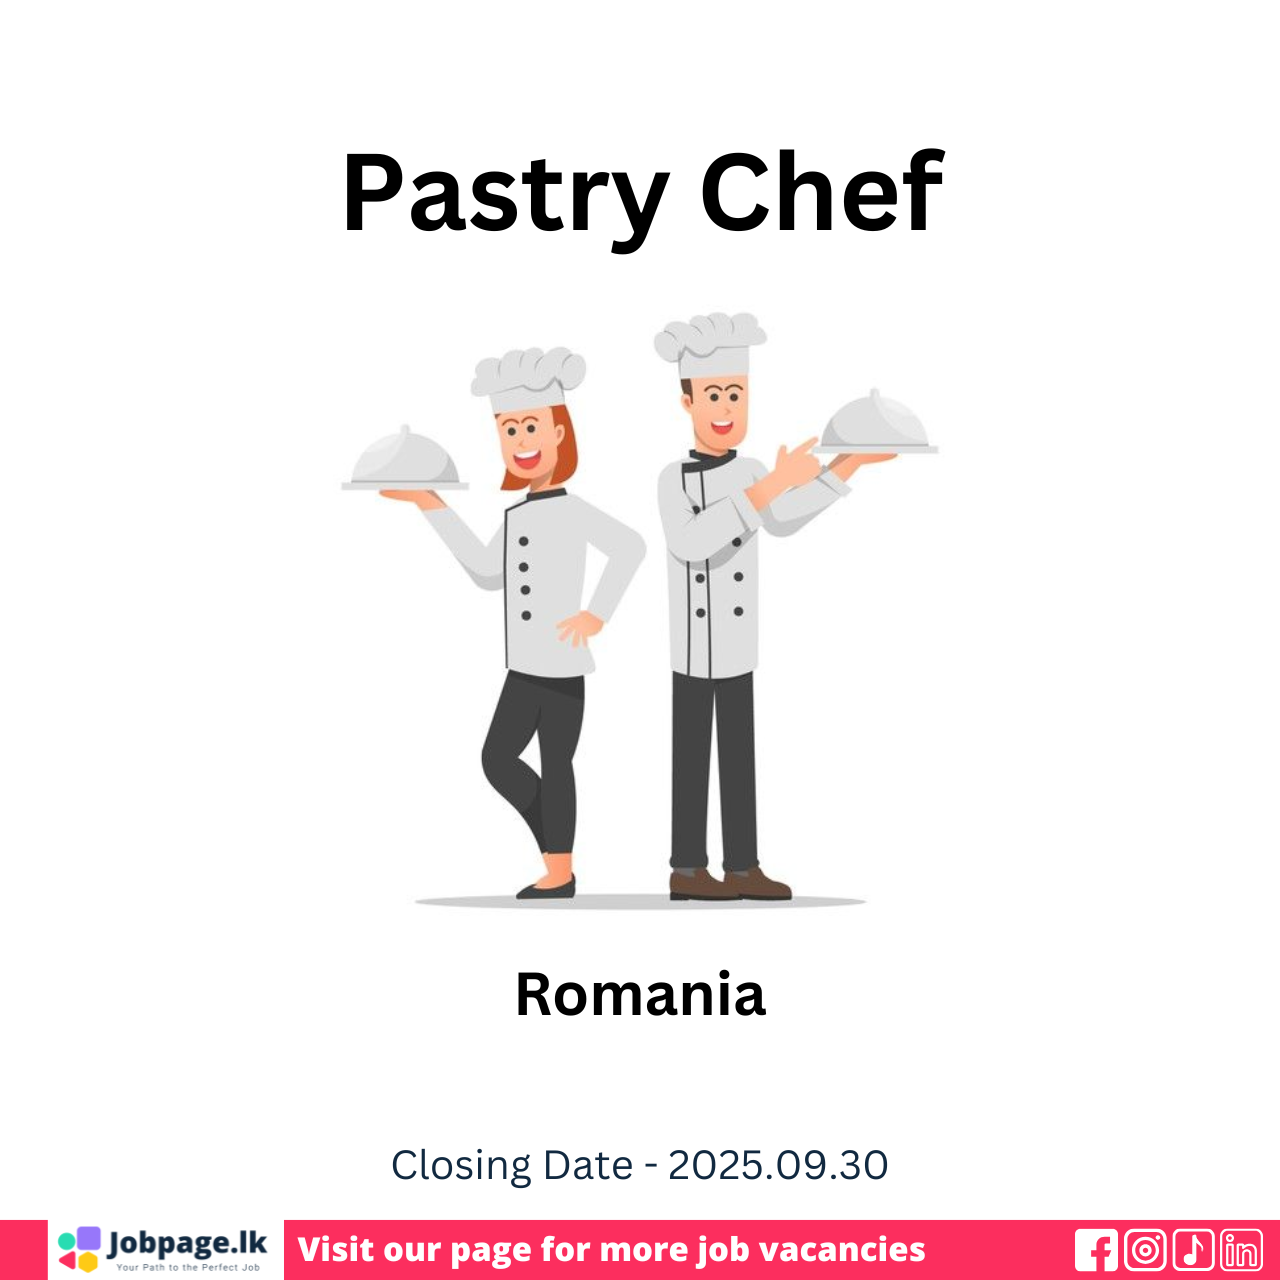 Pastry Chef
Romania
Closing Date - 2025.09.30
Jobpage.lk
Your Path to the Perfect Job
Visit our page for more job vacancies